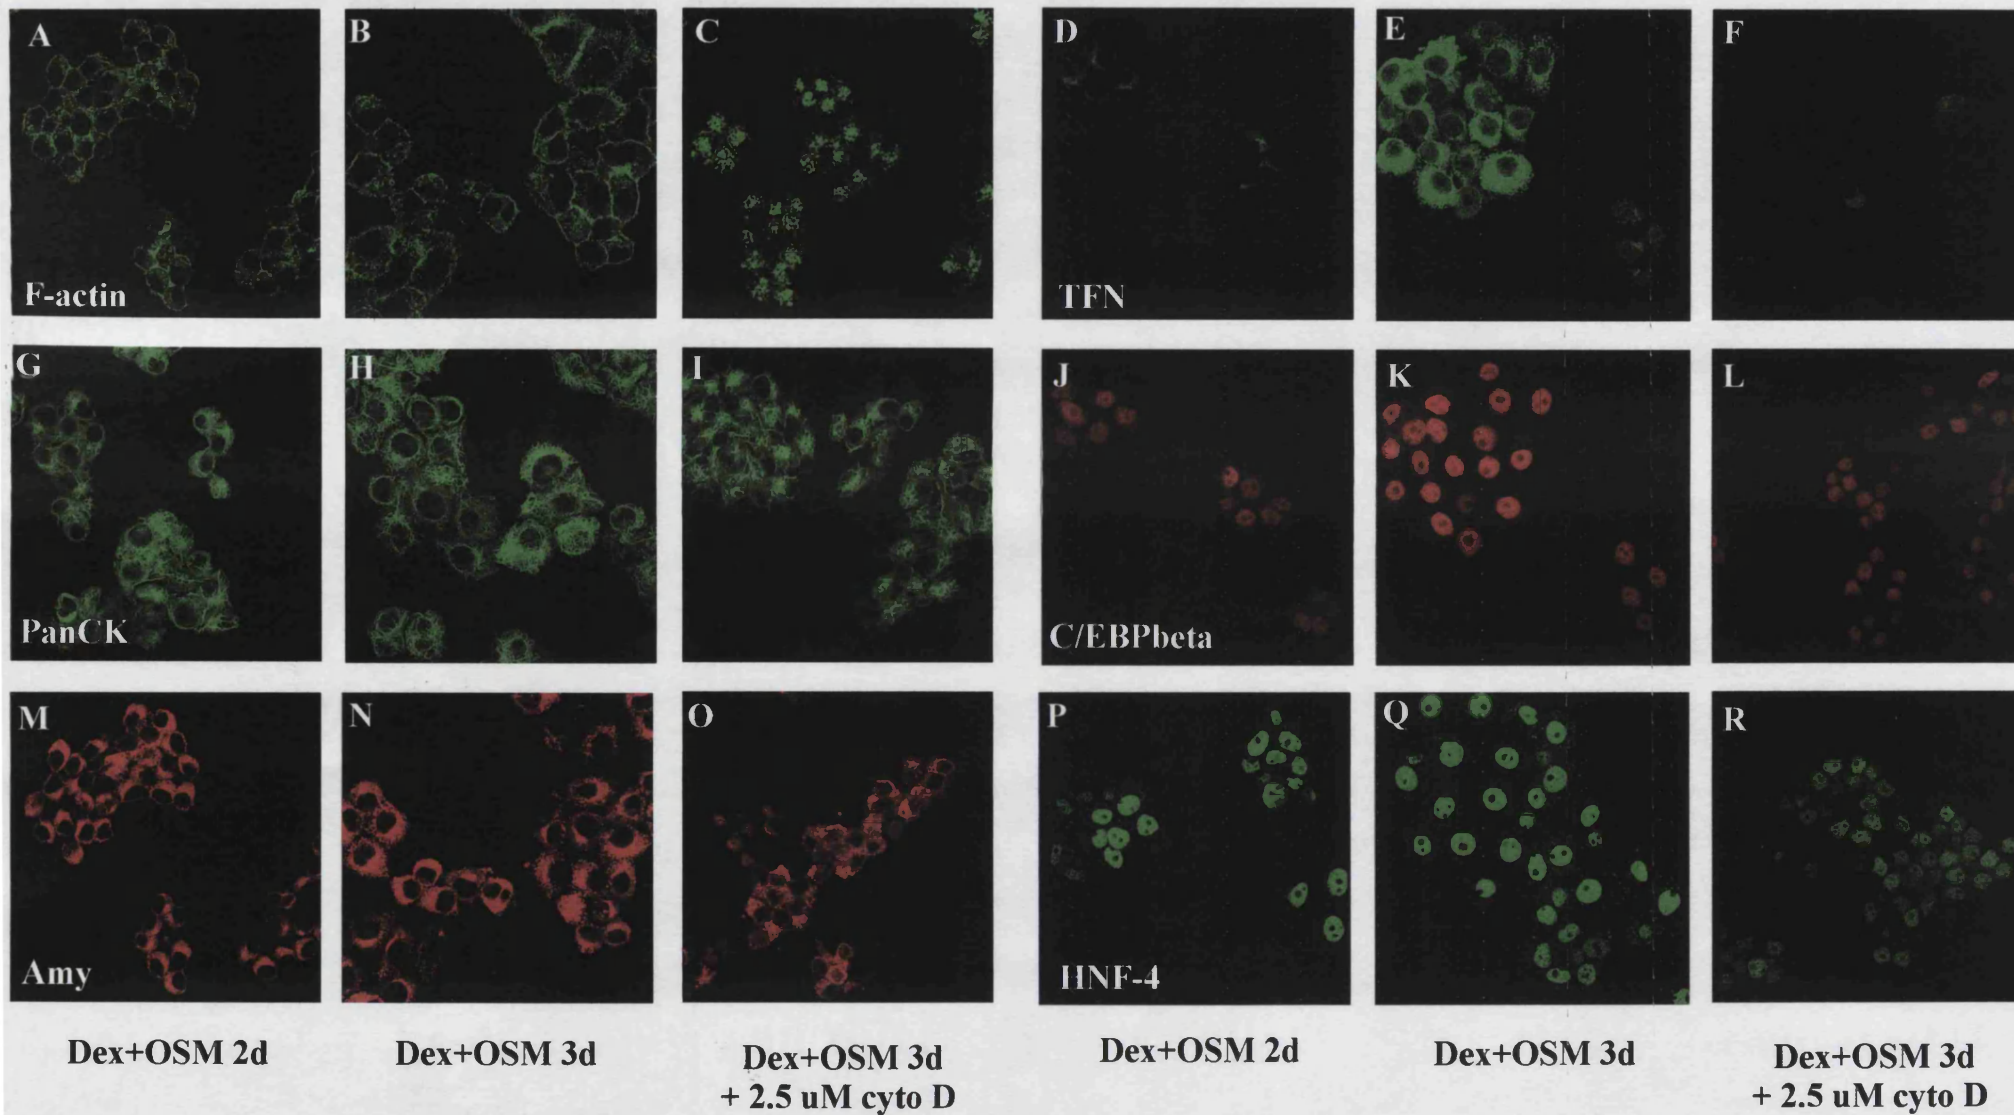 A B C D E F
F-actin TFN
G H I J K L
PanCK C/EBPbeta
M N O P Q R
Amy HNF-4
Dex+OSM 2d Dex+OSM 3d Dex+OSM 3d Dex+OSM 2d Dex+OSM 3d Dex+OSM 3d
+ 2.5 uM cyto D + 2.5 uM cyto D